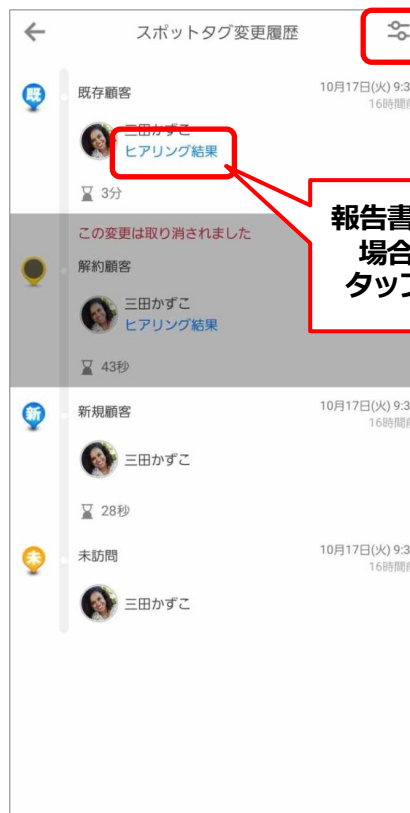 スポットタグ変更履歴
既
既存顧客
10月17日(火) 9:3
16時間前
三田かずこ
ヒアリング結果
3分
報告書
場合
タップ
この変更は取り消されました
解約顧客
三田かずこ
ヒアリング結果
43秒
新
新規顧客
10月17日(火) 9:3
16時間前
三田かずこ
28秒
未
未訪問
10月17日(火) 9:3
16時間前
三田かずこ